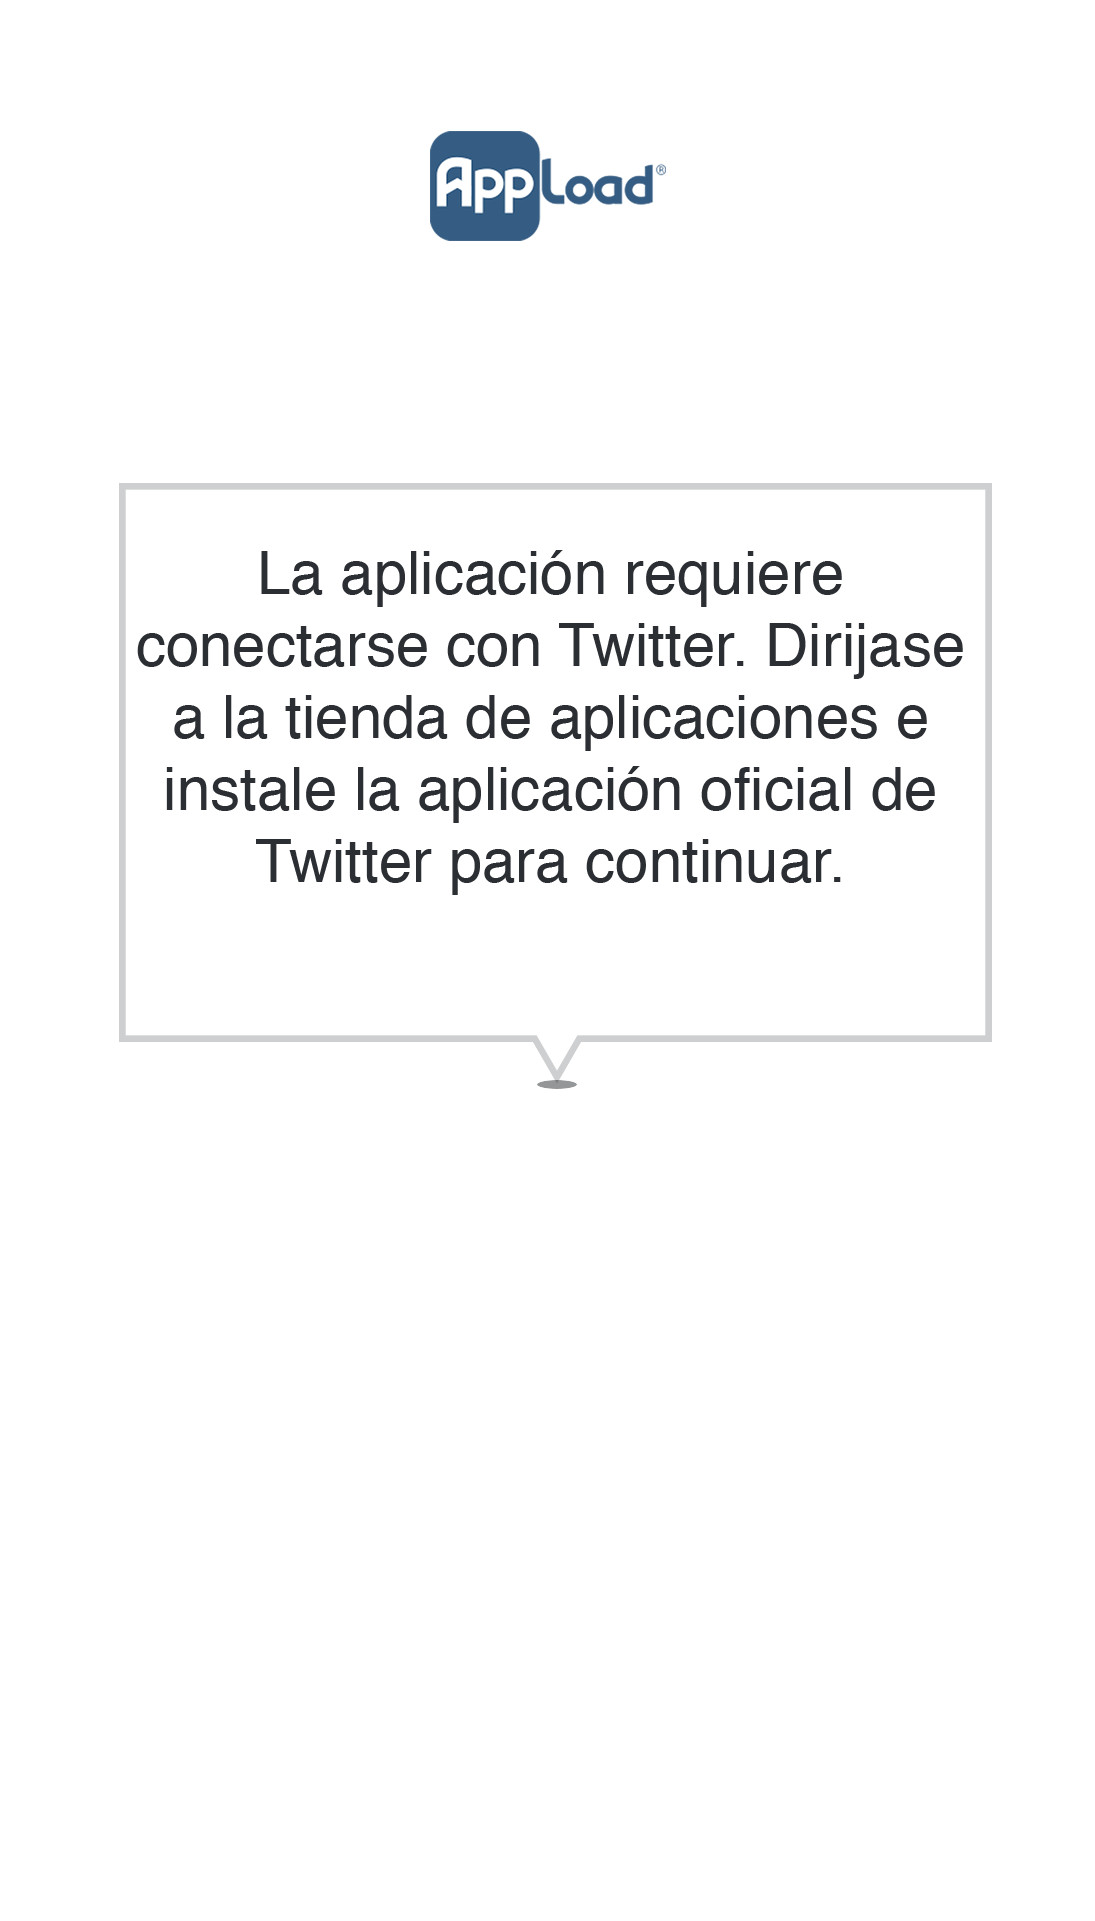 AppLoad®
La aplicación requiere
conectarse con Twitter. Dirijase
a la tienda de aplicaciones e
instale la aplicación oficial de
Twitter para continuar.